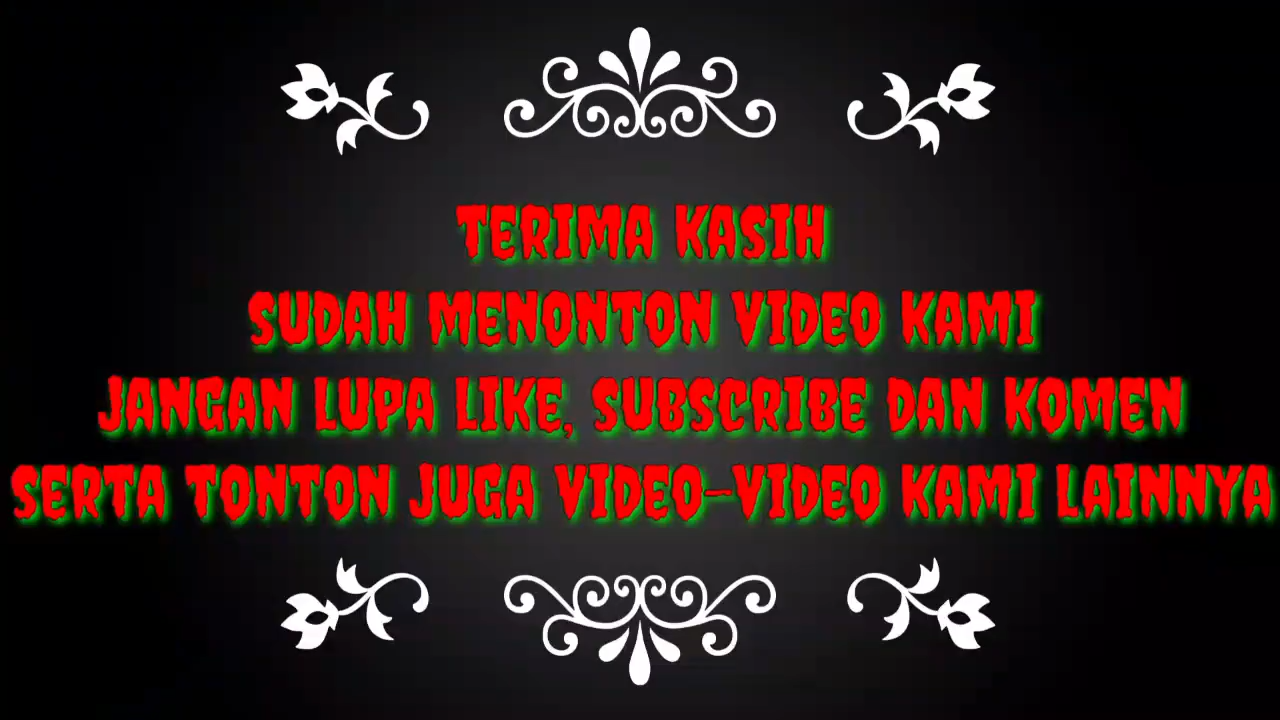 TERIMA KASIH
SUDAH MENONTON VIDEO KAMI
JANGAN LUPA LIKE, SUBSCRIBE DAN KOMEN
SERTA TONTON JUGA VIDEO-VIDEO KAMI LAINNYA